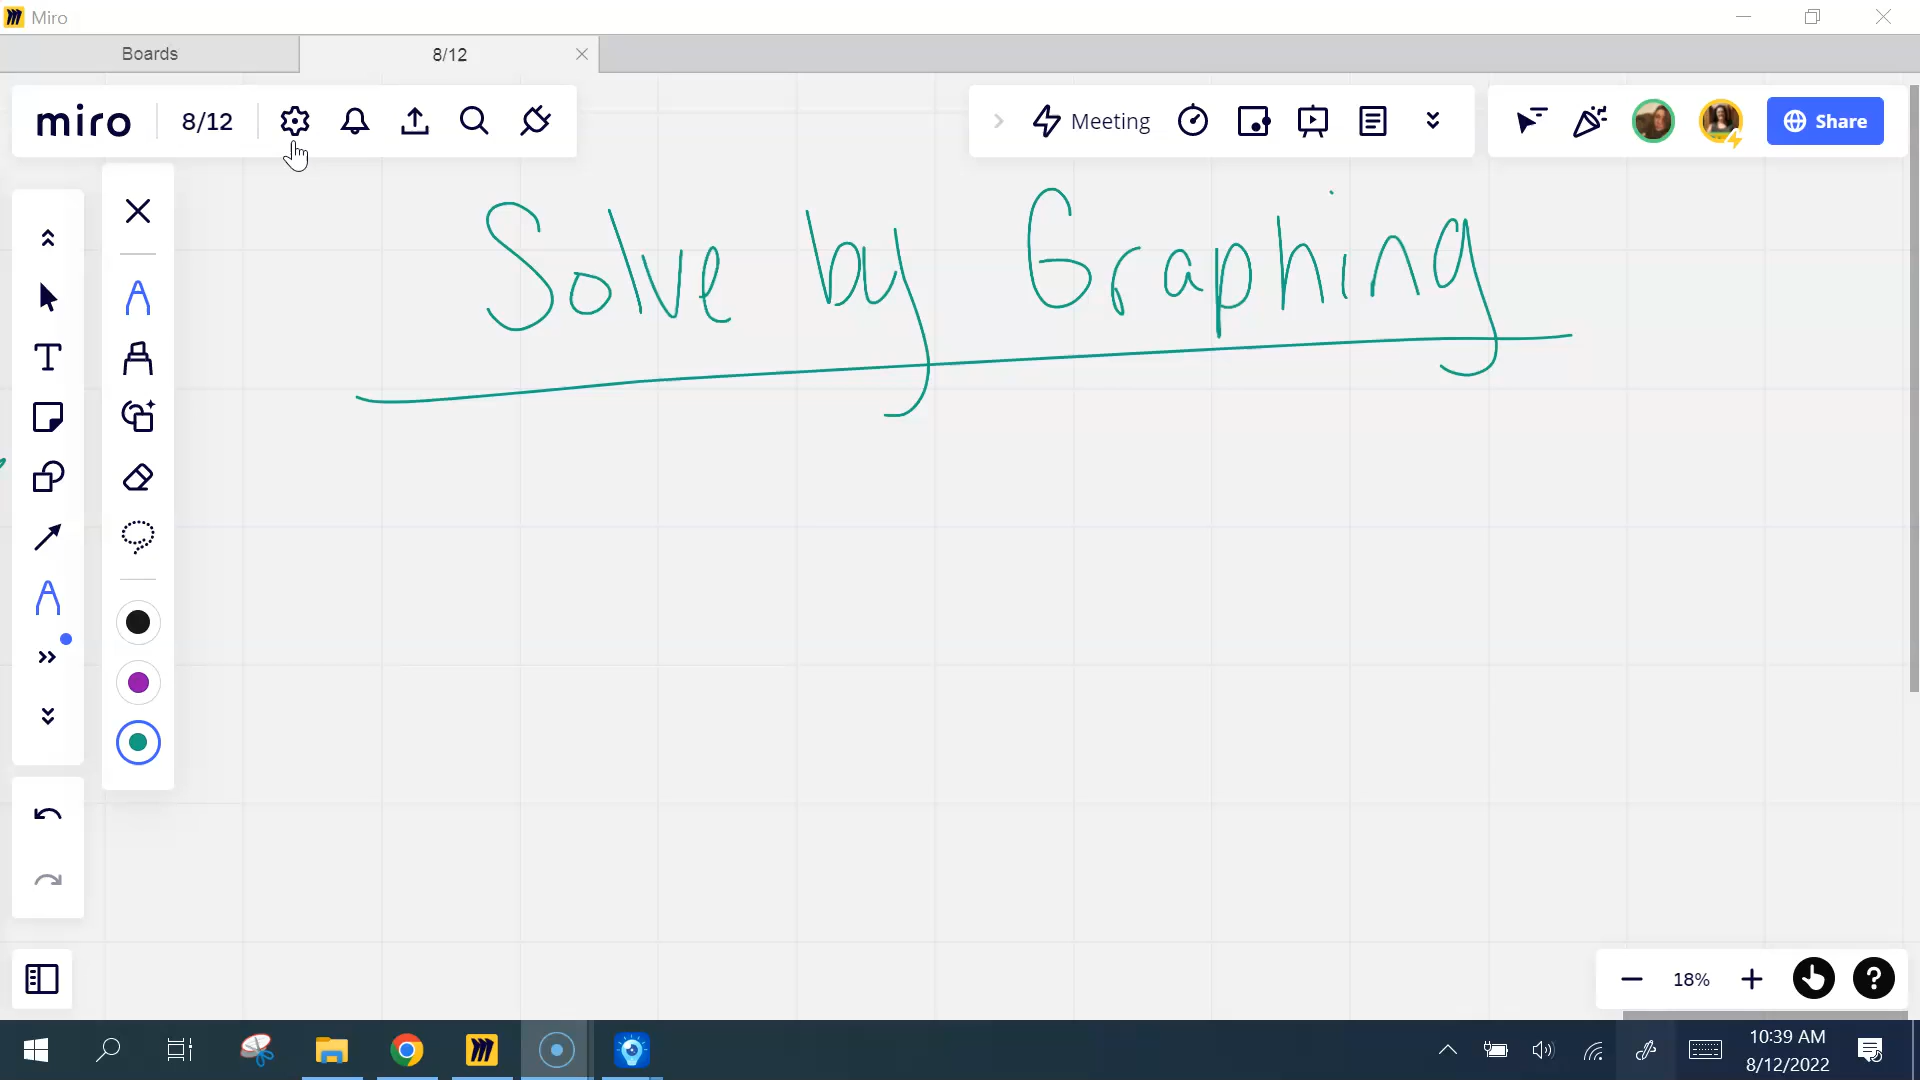 Miro
Boards
8/12
miro
8/12
Meeting
Share
Solve by Graphing
18%
10:39 AM
8/12/2022